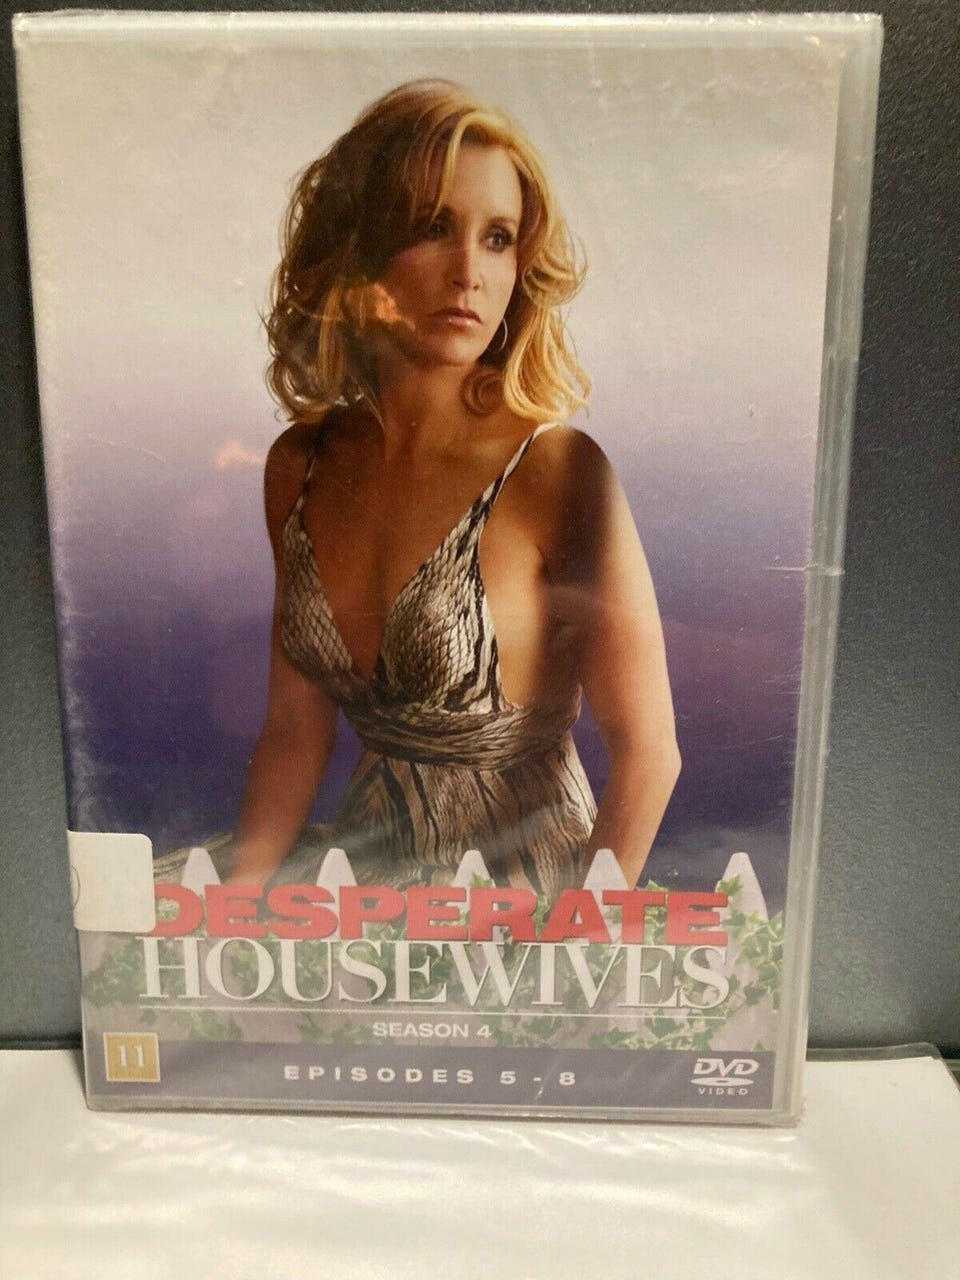 DESPERATE
HOUSEWIVES
SEASON 4
11
EPISODES 5 - 8
DVD
VIDEO